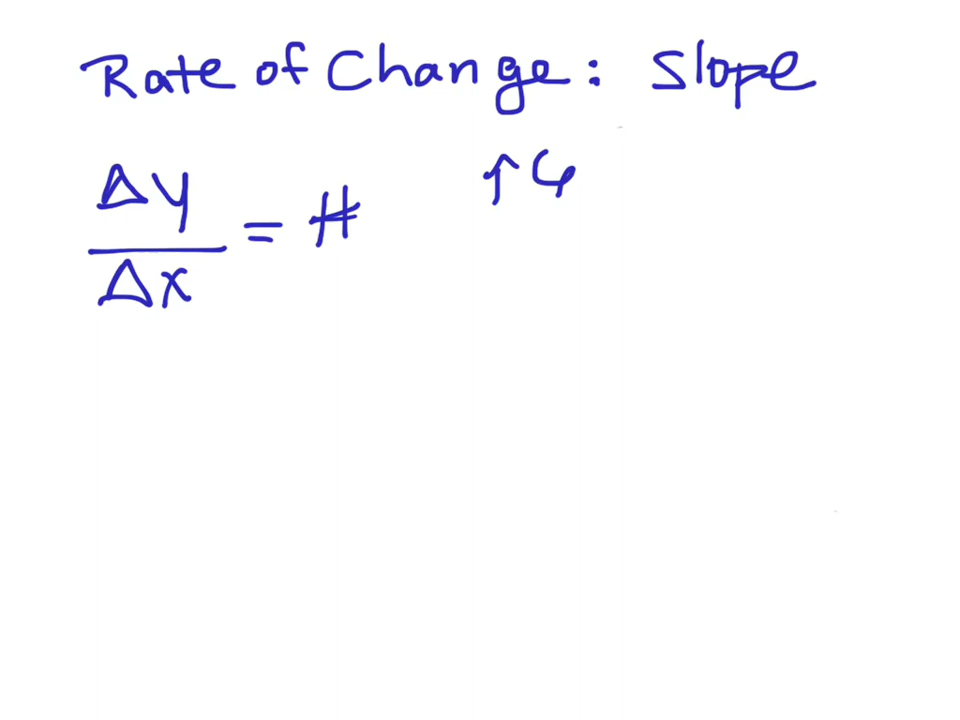 Rate of Change: Slope
Δy
Δx
= #
↑